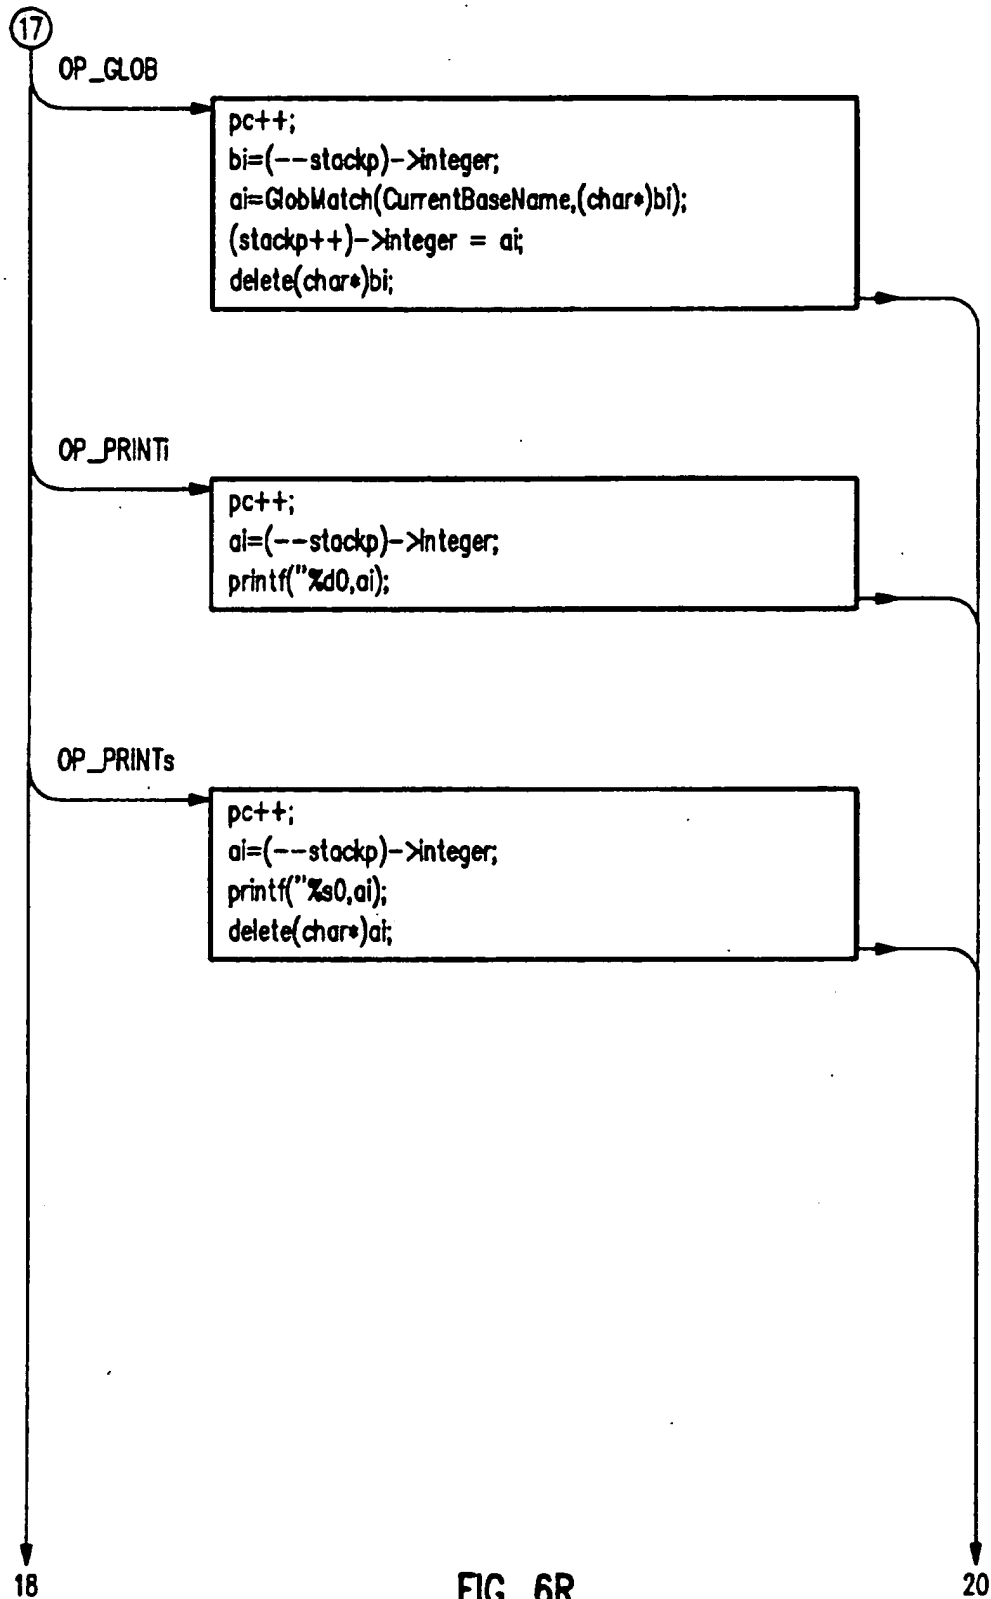 17
OP_GLOB
pc++;
bi=(--stackp)->integer;
ai=GlobMatch(CurrentBaseName,(char*)bi);
(stackp++)->integer = ai;
delete(char*)bi;
OP_PRINTi
pc++;
ai=(--stackp)->integer;
printf("%d0,ai);
OP_PRINTs
pc++;
ai=(--stackp)->integer;
printf("%s0,ai);
delete(char*)ai;
18
FIG. 6R
20